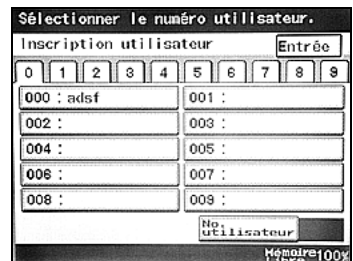 Sélectionner le numéro utilisateur.
Inscription utilisateur Entrée
0 1 2 3 4 5 6 7 8 9
000 : adsf 001 :
002 : 003 :
004 : 005 :
006 : 007 :
008 : 009 :
No.
utilisateur
Mémoire 100%
Libre